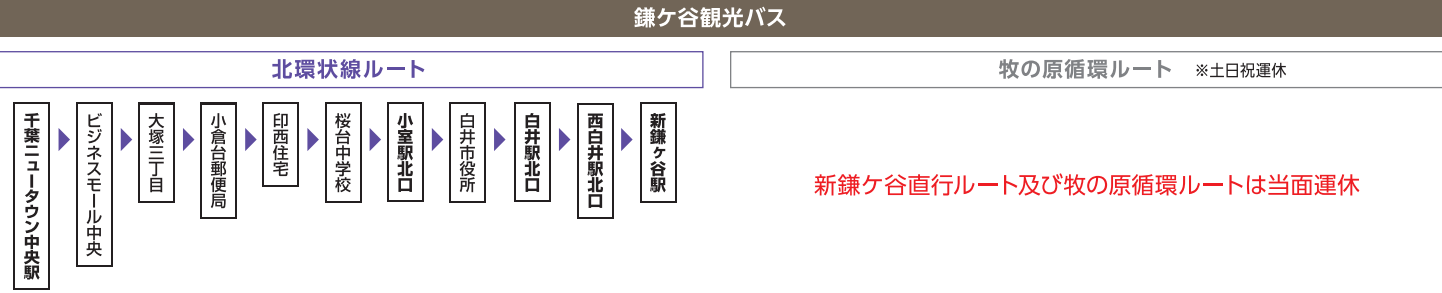 鎌ケ谷観光バス
北環状線ルート
千葉ニュータウン中央駅
ビジネスモール中央
大塚三丁目
小倉台郵便局
印西住宅
桜台中学校
小室駅北口
白井市役所
白井駅北口
西白井駅北口
新鎌ヶ谷駅
牧の原循環ルート ※土日祝運休
新鎌ケ谷直行ルート及び牧の原循環ルートは当面運休